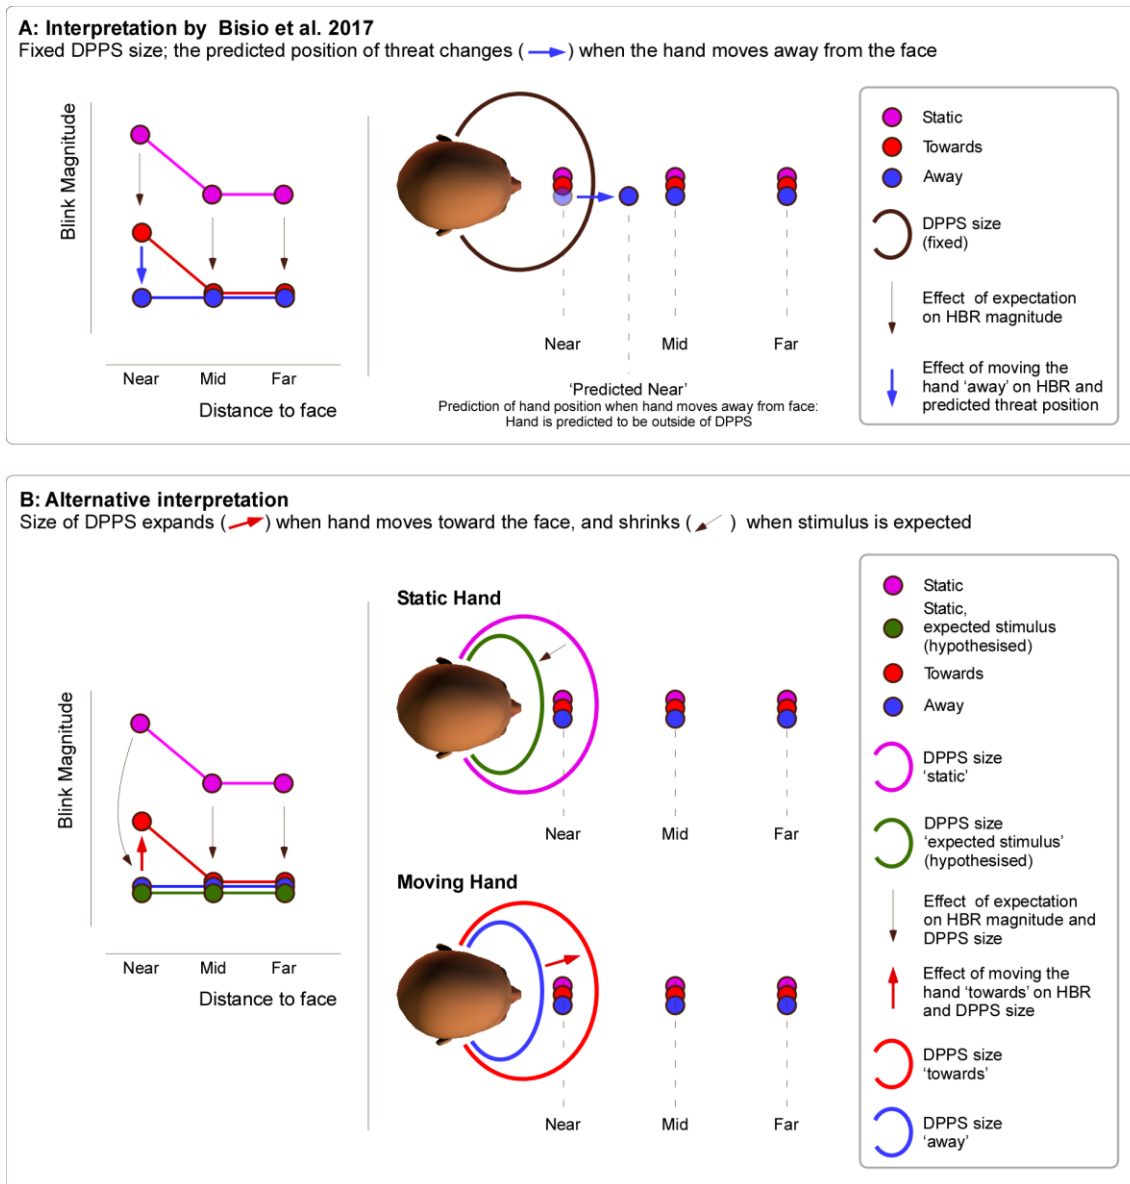 A: Interpretation by Bisio et al. 2017
Fixed DPPS size; the predicted position of threat changes ( → ) when the hand moves away from the face
Blink Magnitude
Near Mid Far
Distance to face
Near Mid Far
‘Predicted Near’
Prediction of hand position when hand moves away from face:
Hand is predicted to be outside of DPPS
Static
Towards
Away
DPPS size
(fixed)
Effect of expectation
on HBR magnitude
Effect of moving the
hand ‘away’ on HBR and
predicted threat position
B: Alternative interpretation
Size of DPPS expands ( → ) when hand moves toward the face, and shrinks ( ↙ ) when stimulus is expected
Blink Magnitude
Near Mid Far
Distance to face
Static Hand
Near Mid Far
Moving Hand
Near Mid Far
Static
Static,
expected stimulus
(hypothesised)
Towards
Away
DPPS size
‘static’
DPPS size
‘expected stimulus’
(hypothesised)
Effect of expectation
on HBR magnitude and
DPPS size
Effect of moving the
hand ‘towards’ on HBR
and DPPS size
DPPS size
‘towards’
DPPS size
‘away’